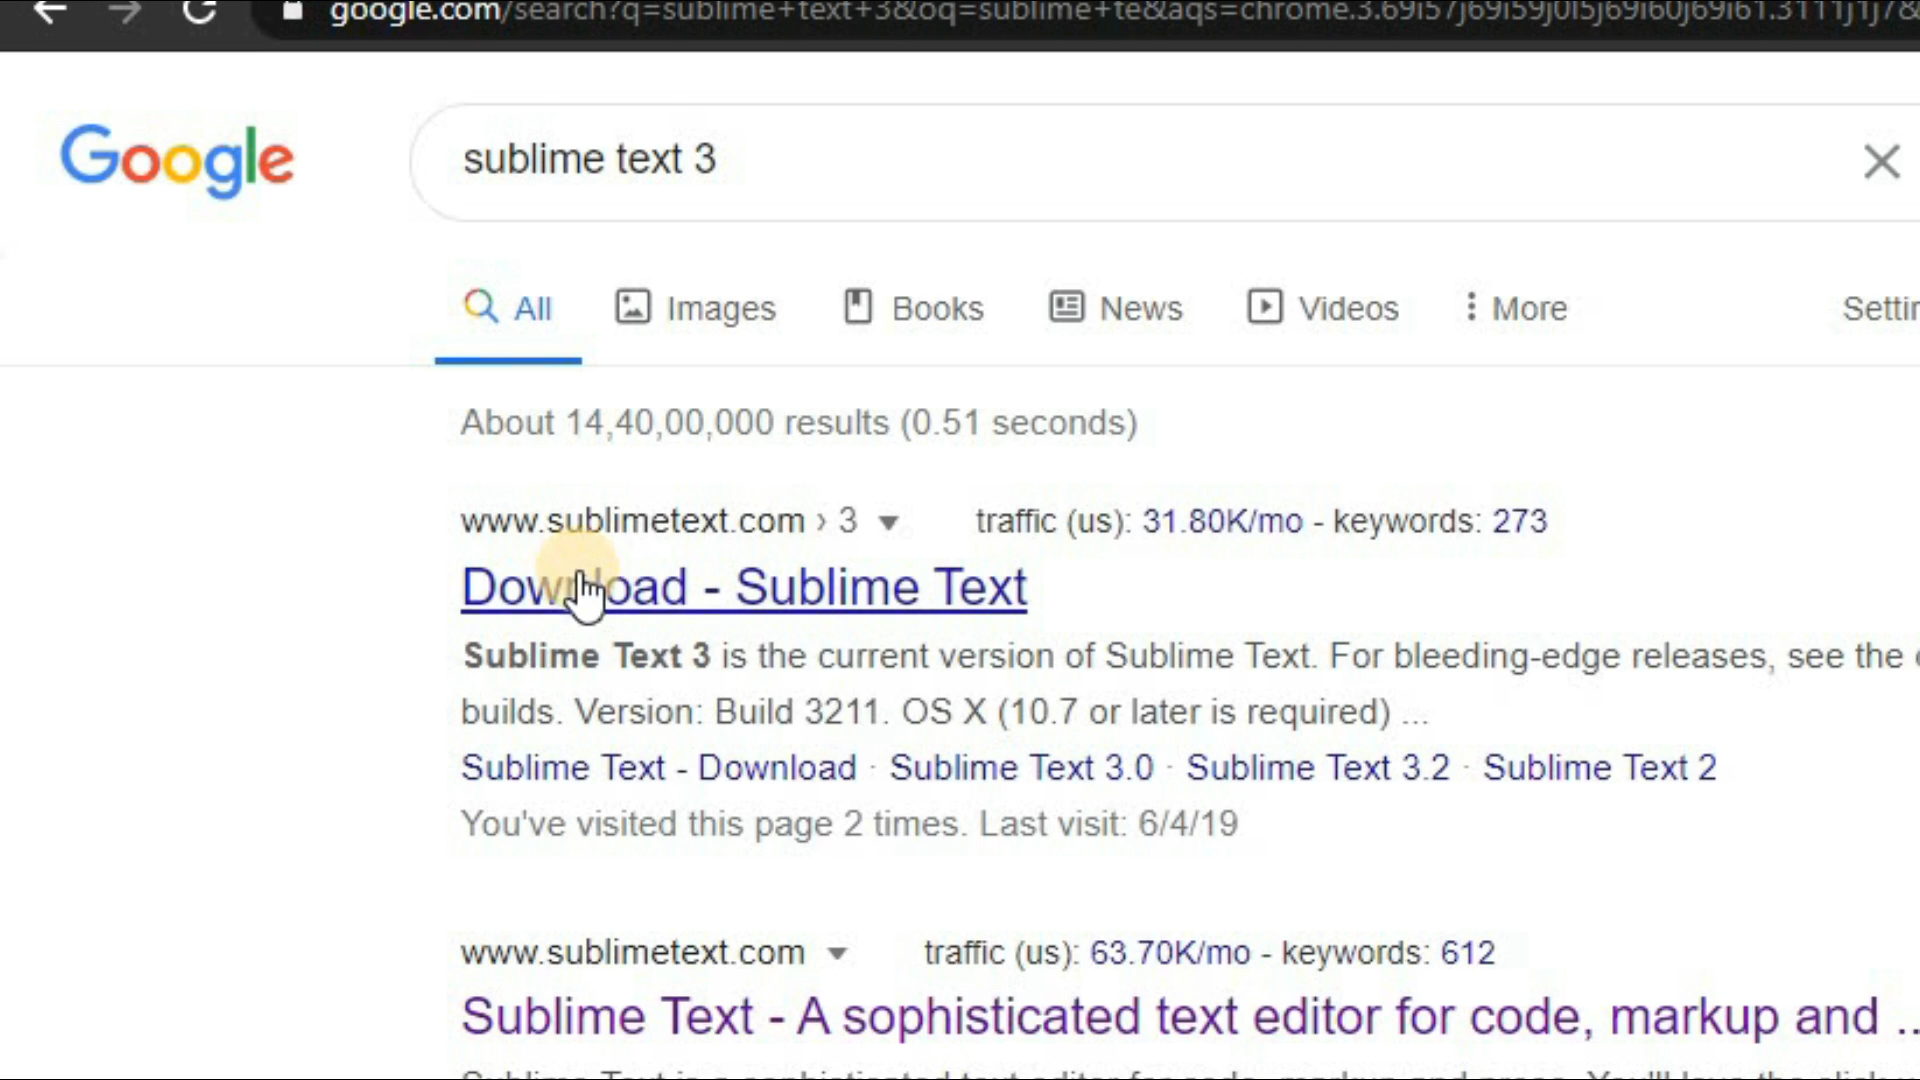 google.com/search?q=sublime+text+3&oq=sublime+te&aqs=chrome.3.69i57j69i59j0l5j69i60j69i61.3111j1j7&
Google
sublime text 3
All Images Books News Videos More
About 14,40,00,000 results (0.51 seconds)
www.sublimetext.com › 3 traffic (us): 31.80K/mo - keywords: 273
Download - Sublime Text
Sublime Text 3 is the current version of Sublime Text. For bleeding-edge releases, see the
builds. Version: Build 3211. OS X (10.7 or later is required) ...
Sublime Text - Download · Sublime Text 3.0 · Sublime Text 3.2 · Sublime Text 2
You've visited this page 2 times. Last visit: 6/4/19
www.sublimetext.com traffic (us): 63.70K/mo - keywords: 612
Sublime Text - A sophisticated text editor for code, markup and ..